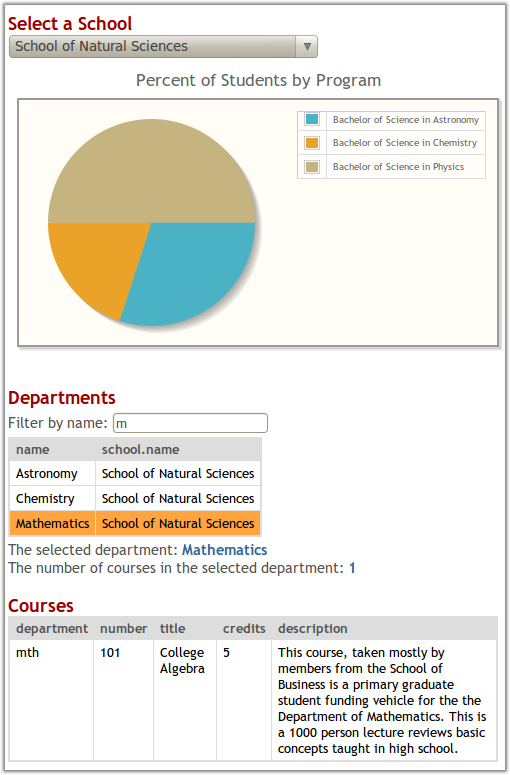 Select a School
School of Natural Sciences
Percent of Students by Program
Bachelor of Science in Astronomy
Bachelor of Science in Chemistry
Bachelor of Science in Physics
Departments
Filter by name: m
name school.name
Astronomy School of Natural Sciences
Chemistry School of Natural Sciences
Mathematics School of Natural Sciences
The selected department: Mathematics
The number of courses in the selected department: 1
Courses
department number title credits description
mth 101 College 5 This course, taken mostly by
Algebra members from the School of
Business is a primary graduate
student funding vehicle for the the
Department of Mathematics. This is
a 1000 person lecture reviews basic
concepts taught in high school.